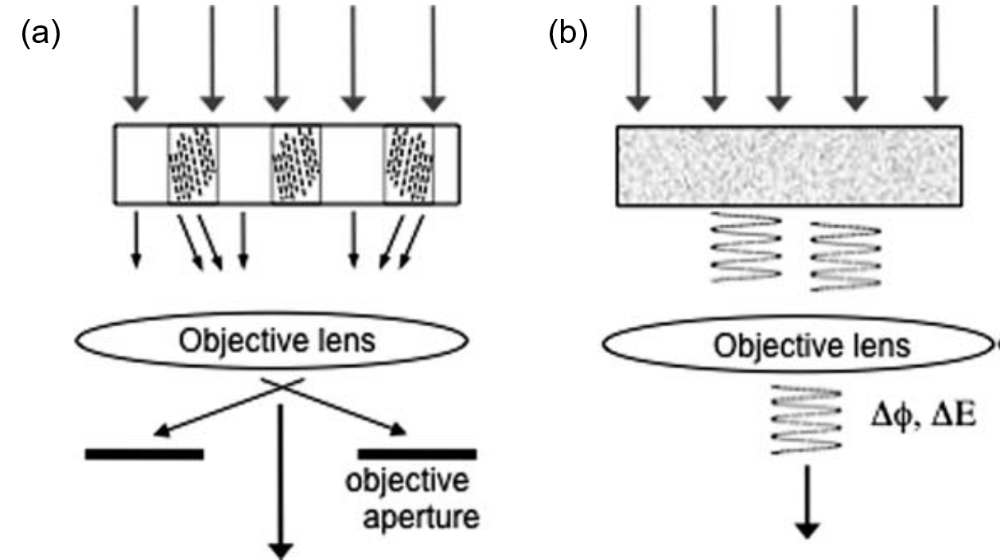 (a)
(b)
Objective lens
Objective lens
Δϕ, ΔE
objective
aperture